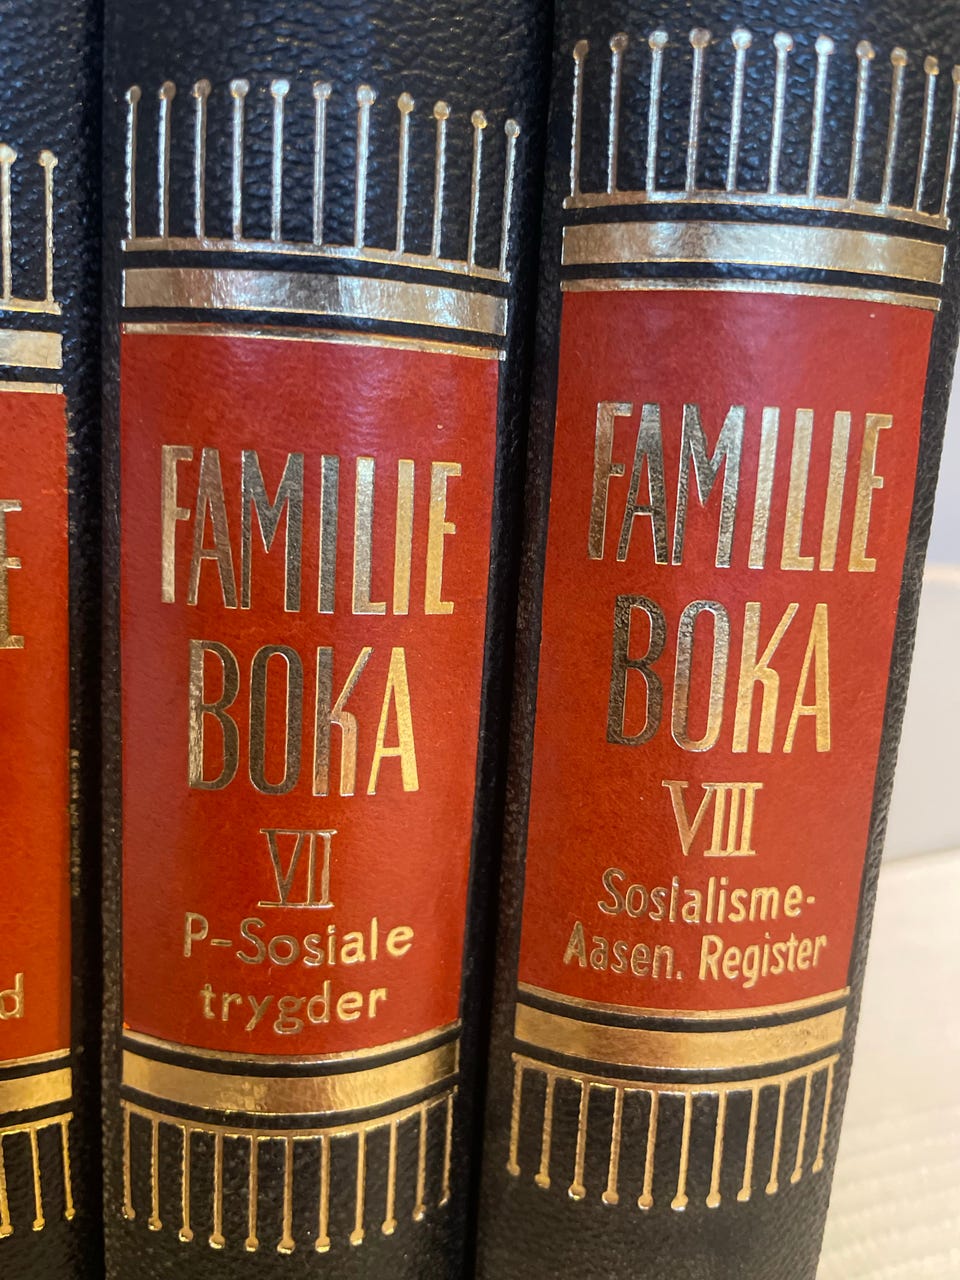 FAMILIE
BOKA
VII
P-Sosiale
trygder
FAMILIE
BOKA
VIII
Sosialisme-
Aasen. Register